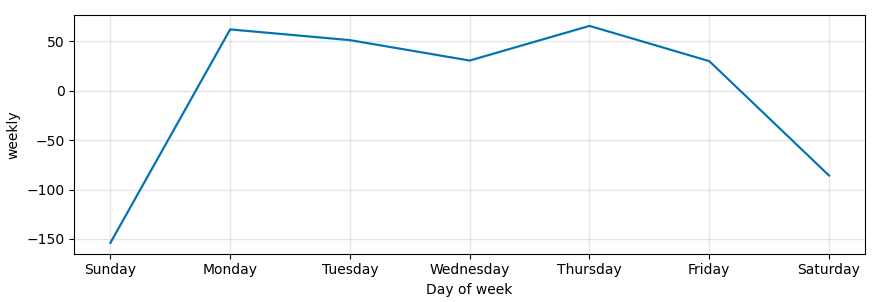 50
0
−50
−100
−150
weekly
Sunday Monday Tuesday Wednesday Thursday Friday Saturday
Day of week